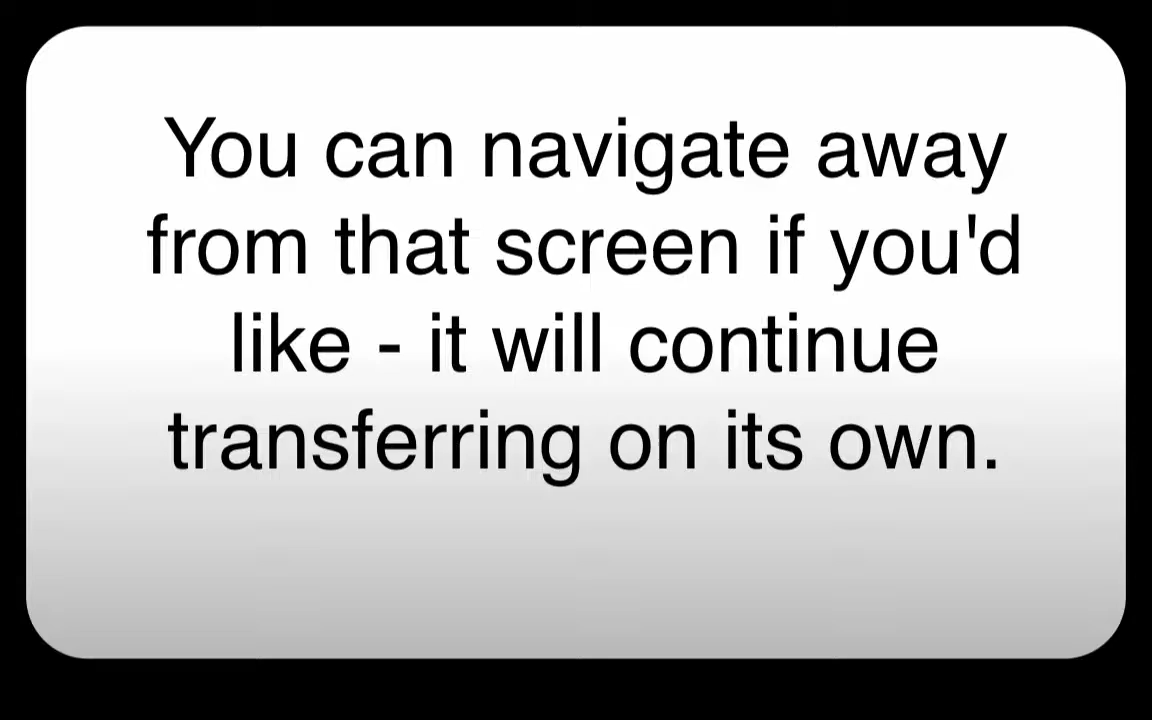 You can navigate away
from that screen if you'd
like - it will continue
transferring on its own.